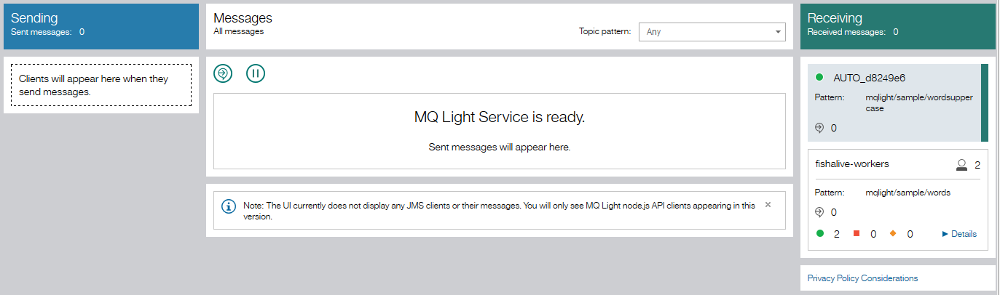 Sending
Sent messages: 0
Clients will appear here when they
send messages.
Messages
All messages
Topic pattern: Any
MQ Light Service is ready.
Sent messages will appear here.
Note: The UI currently does not display any JMS clients or their messages. You will only see MQ Light node.js API clients appearing in this
version.
Receiving
Received messages: 0
AUTO_d8249e6
Pattern: mqlight/sample/wordsupper
case
0
fishalive-workers 2
Pattern: mqlight/sample/words
0
2 0 0 Details
Privacy Policy Considerations